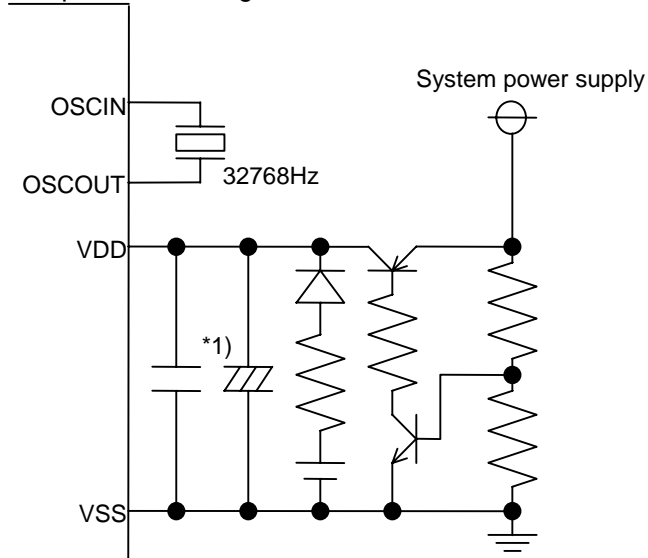 System power supply
OSCIN
OSCOUT
32768Hz
VDD
*1)
VSS